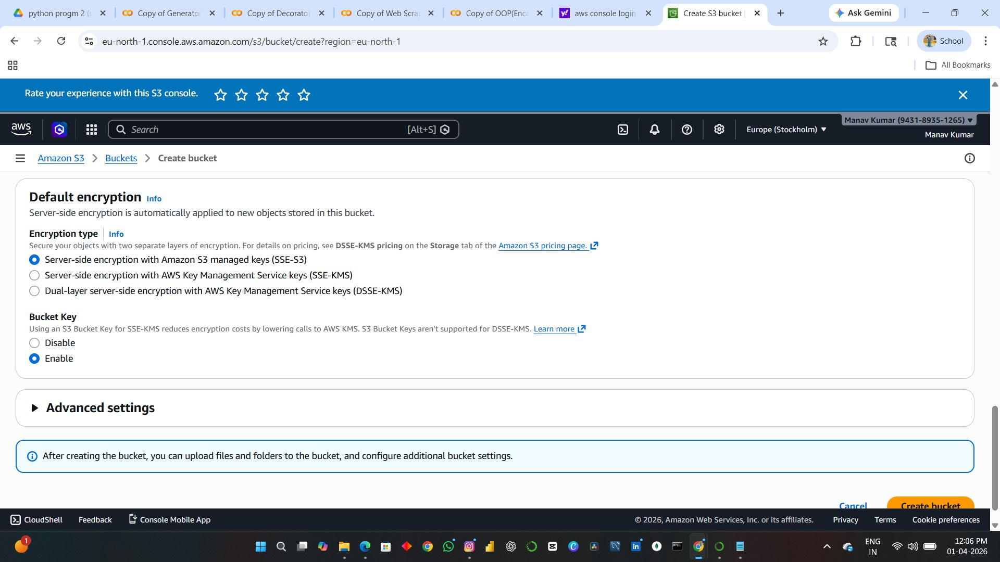 python progm 2 (s
Copy of Generator
Copy of Decorator
Copy of Web Scrap
Copy of OOP(Enca
aws console login
Create S3 bucket |
Ask Gemini
eu-north-1.console.aws.amazon.com/s3/bucket/create?region=eu-north-1
School
All Bookmarks
Rate your experience with this S3 console.
aws
Search
[Alt+S]
Europe (Stockholm)
Manav Kumar (9431-8935-1265)
Manav Kumar
Amazon S3
Buckets
Create bucket
Default encryption Info
Server-side encryption is automatically applied to new objects stored in this bucket.
Encryption type Info
Secure your objects with two separate layers of encryption. For details on pricing, see DSSE-KMS pricing on the Storage tab of the Amazon S3 pricing page.
Server-side encryption with Amazon S3 managed keys (SSE-S3)
Server-side encryption with AWS Key Management Service keys (SSE-KMS)
Dual-layer server-side encryption with AWS Key Management Service keys (DSSE-KMS)
Bucket Key
Using an S3 Bucket Key for SSE-KMS reduces encryption costs by lowering calls to AWS KMS. S3 Bucket Keys aren't supported for DSSE-KMS. Learn more
Disable
Enable
Advanced settings
After creating the bucket, you can upload files and folders to the bucket, and configure additional bucket settings.
Cancel
Create bucket
CloudShell
Feedback
Console Mobile App
© 2026, Amazon Web Services, Inc. or its affiliates.
Privacy
Terms
Cookie preferences
1
ENG
IN
12:06 PM
01-04-2026